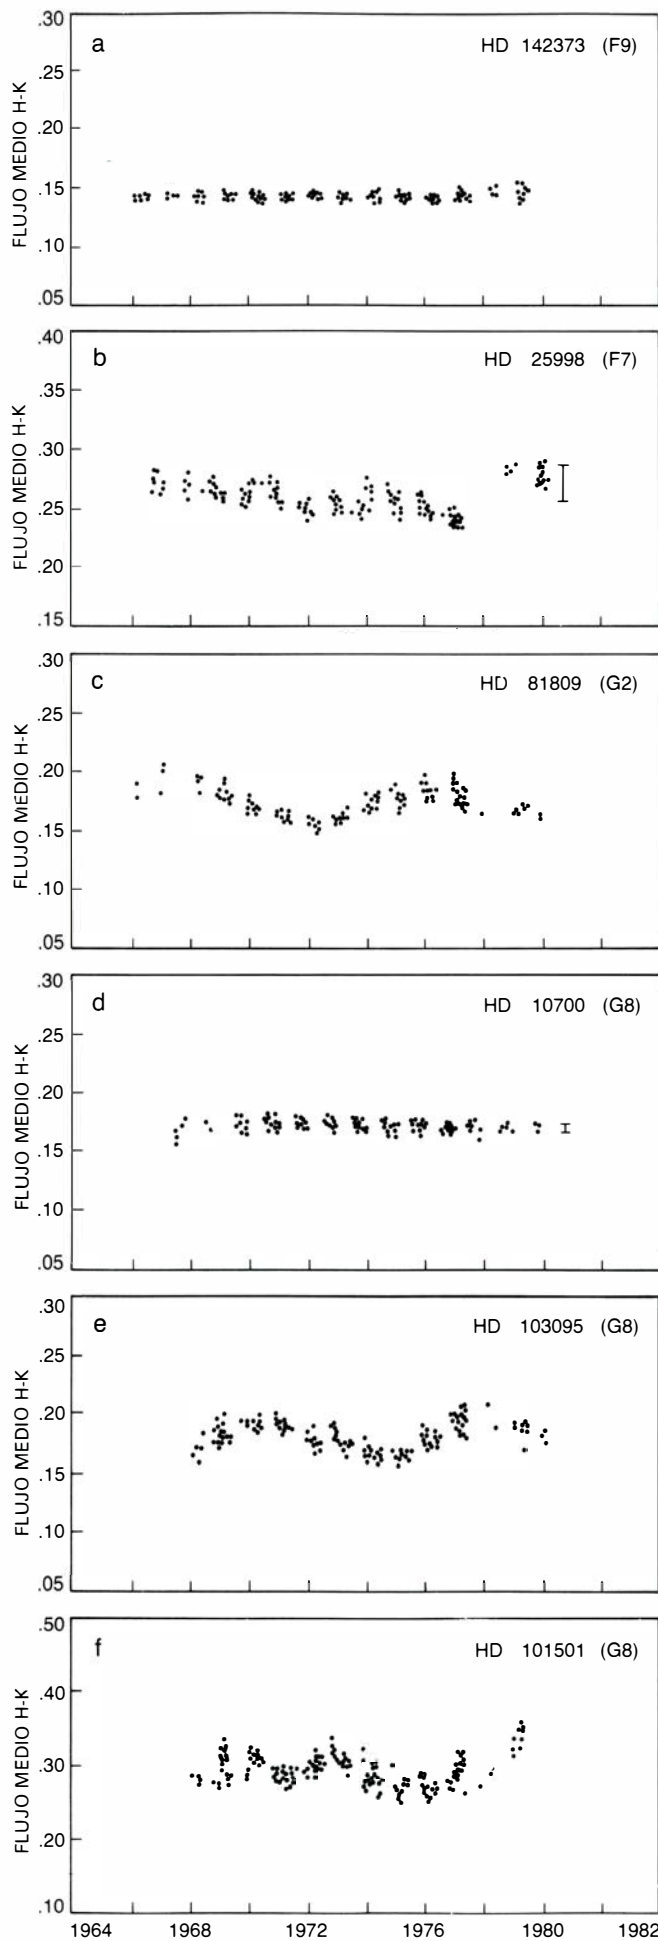 a
HD 142373 (F9)
FLUJO MEDIO H-K
.30
.25
.20
.15
.10
.05
b
HD 25998 (F7)
FLUJO MEDIO H-K
.40
.35
.30
.25
.20
.15
c
HD 81809 (G2)
FLUJO MEDIO H-K
.30
.25
.20
.15
.10
.05
d
HD 10700 (G8)
FLUJO MEDIO H-K
.30
.25
.20
.15
.10
.05
e
HD 103095 (G8)
FLUJO MEDIO H-K
.30
.25
.20
.15
.10
.05
f
HD 101501 (G8)
FLUJO MEDIO H-K
.50
.40
.30
.20
.10
1964 1968 1972 1976 1980 1982